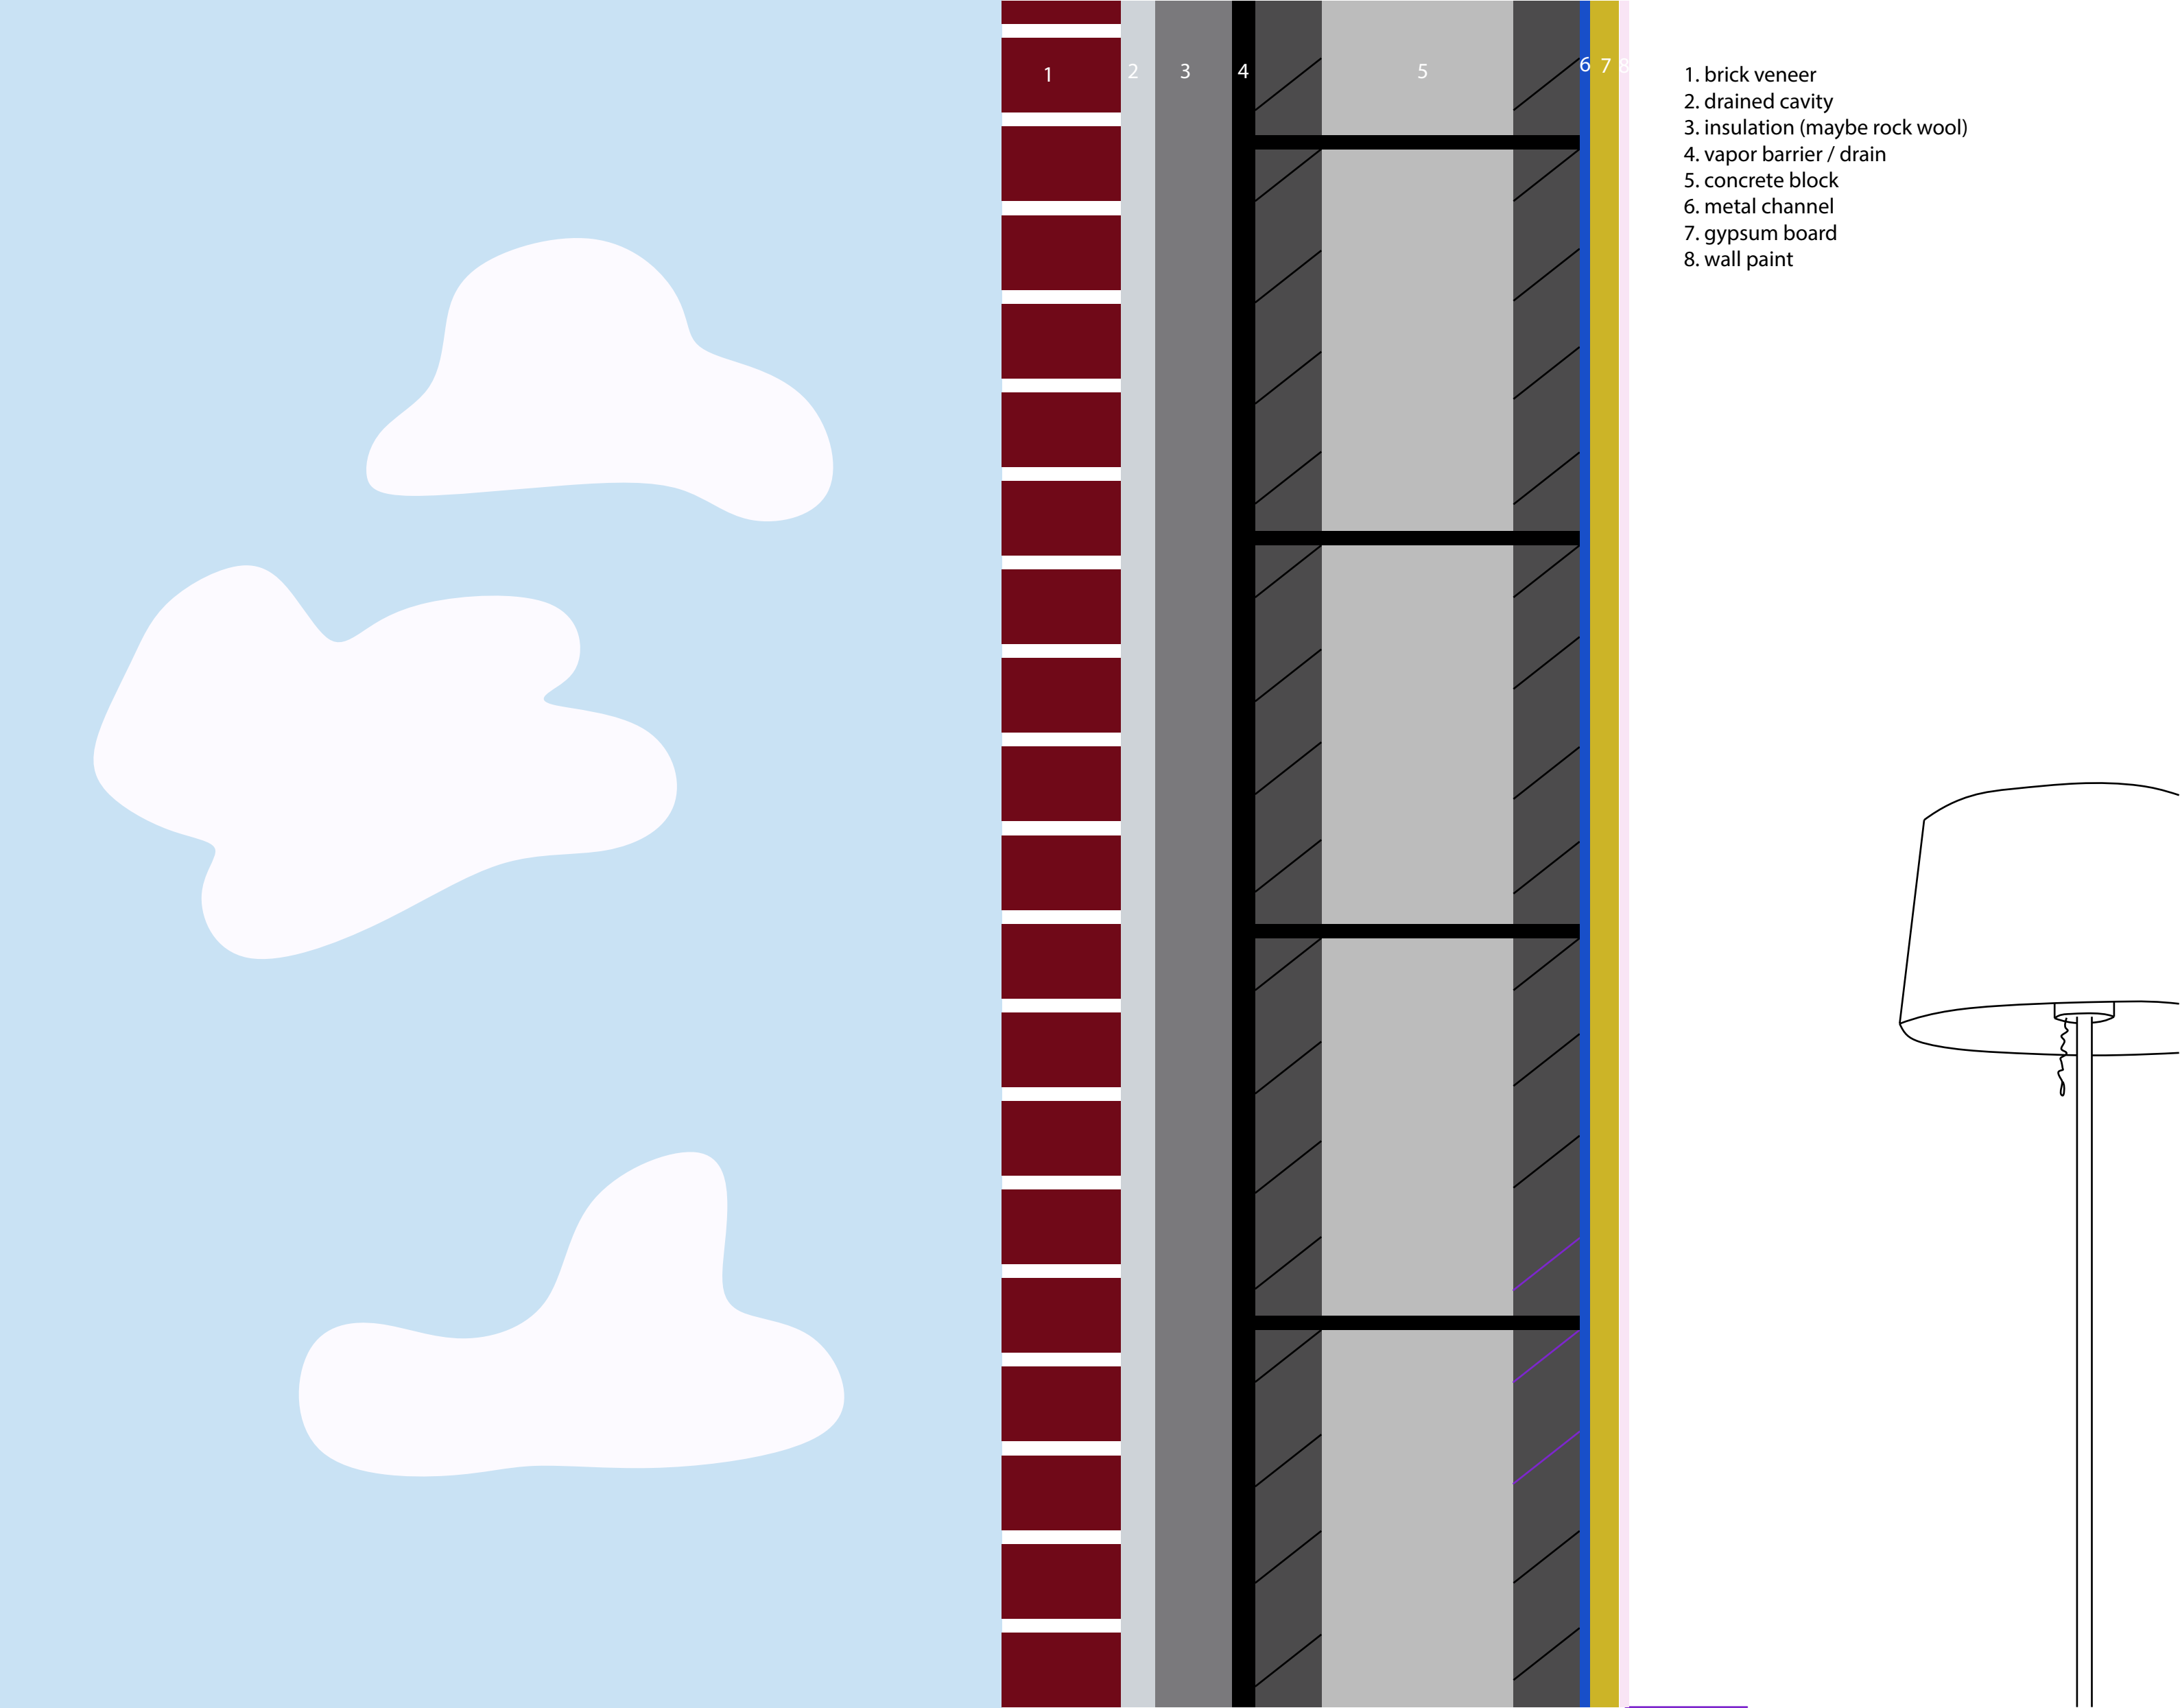 1 2 3 4 5 6 7 8
1. brick veneer
2. drained cavity
3. insulation (maybe rock wool)
4. vapor barrier / drain
5. concrete block
6. metal channel
7. gypsum board
8. wall paint